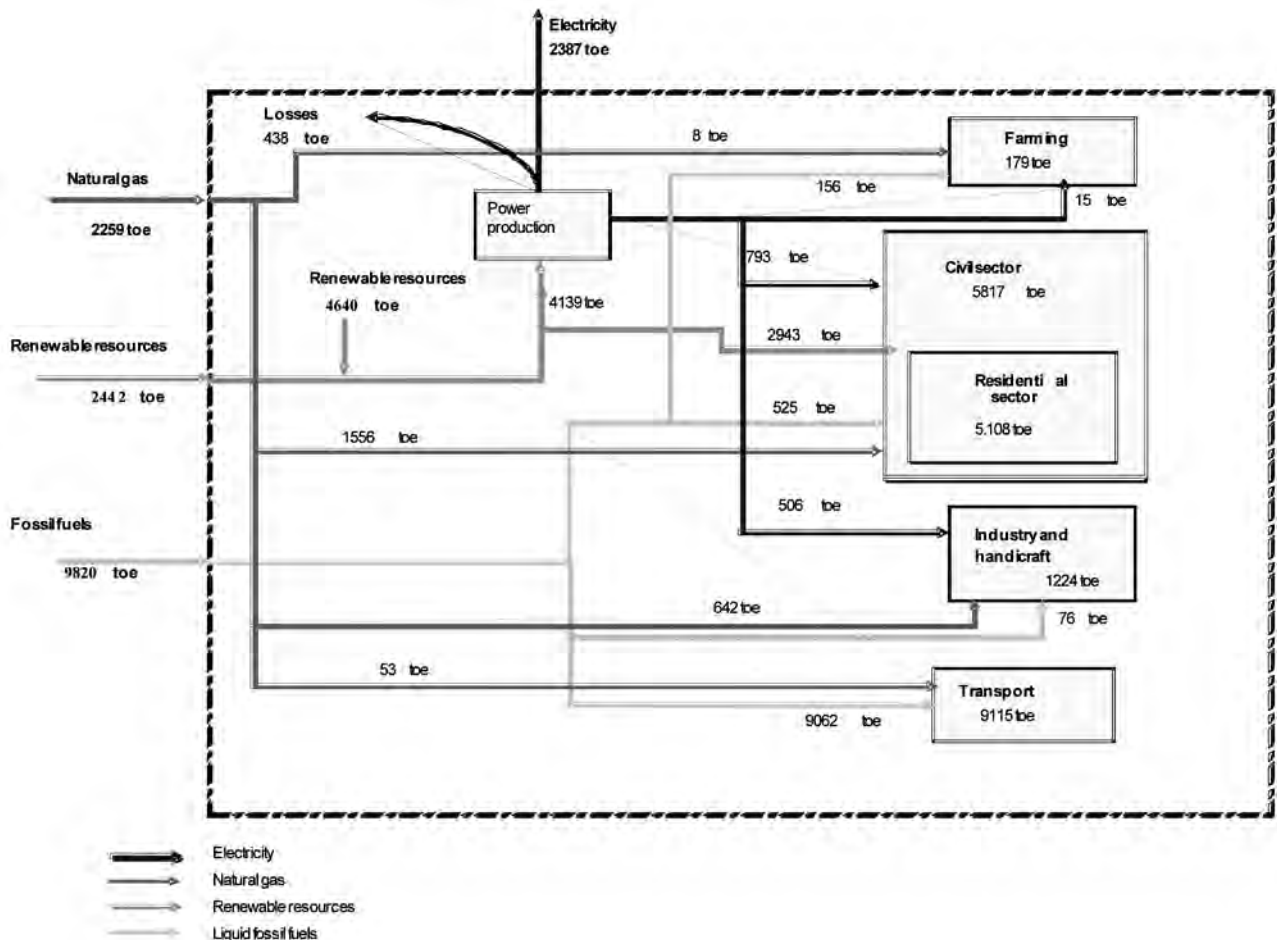 Electricity
2387 toe
Losses
438 toe
8 toe
Farming
179 toe
Natural gas
2259 toe
156 toe
15 toe
Power
production
793 toe
Civil sector
5817 toe
Renewable resources
4640 toe
4139 toe
Renewable resources
2442 toe
2943 toe
Residential
sector
5.108 toe
525 toe
1556 toe
Fossil fuels
9820 toe
506 toe
Industry and
handicraft
1224 toe
642 toe
76 toe
53 toe
Transport
9115 toe
9062 toe
Electricity
Natural gas
Renewable resources
Liquid fossil fuels